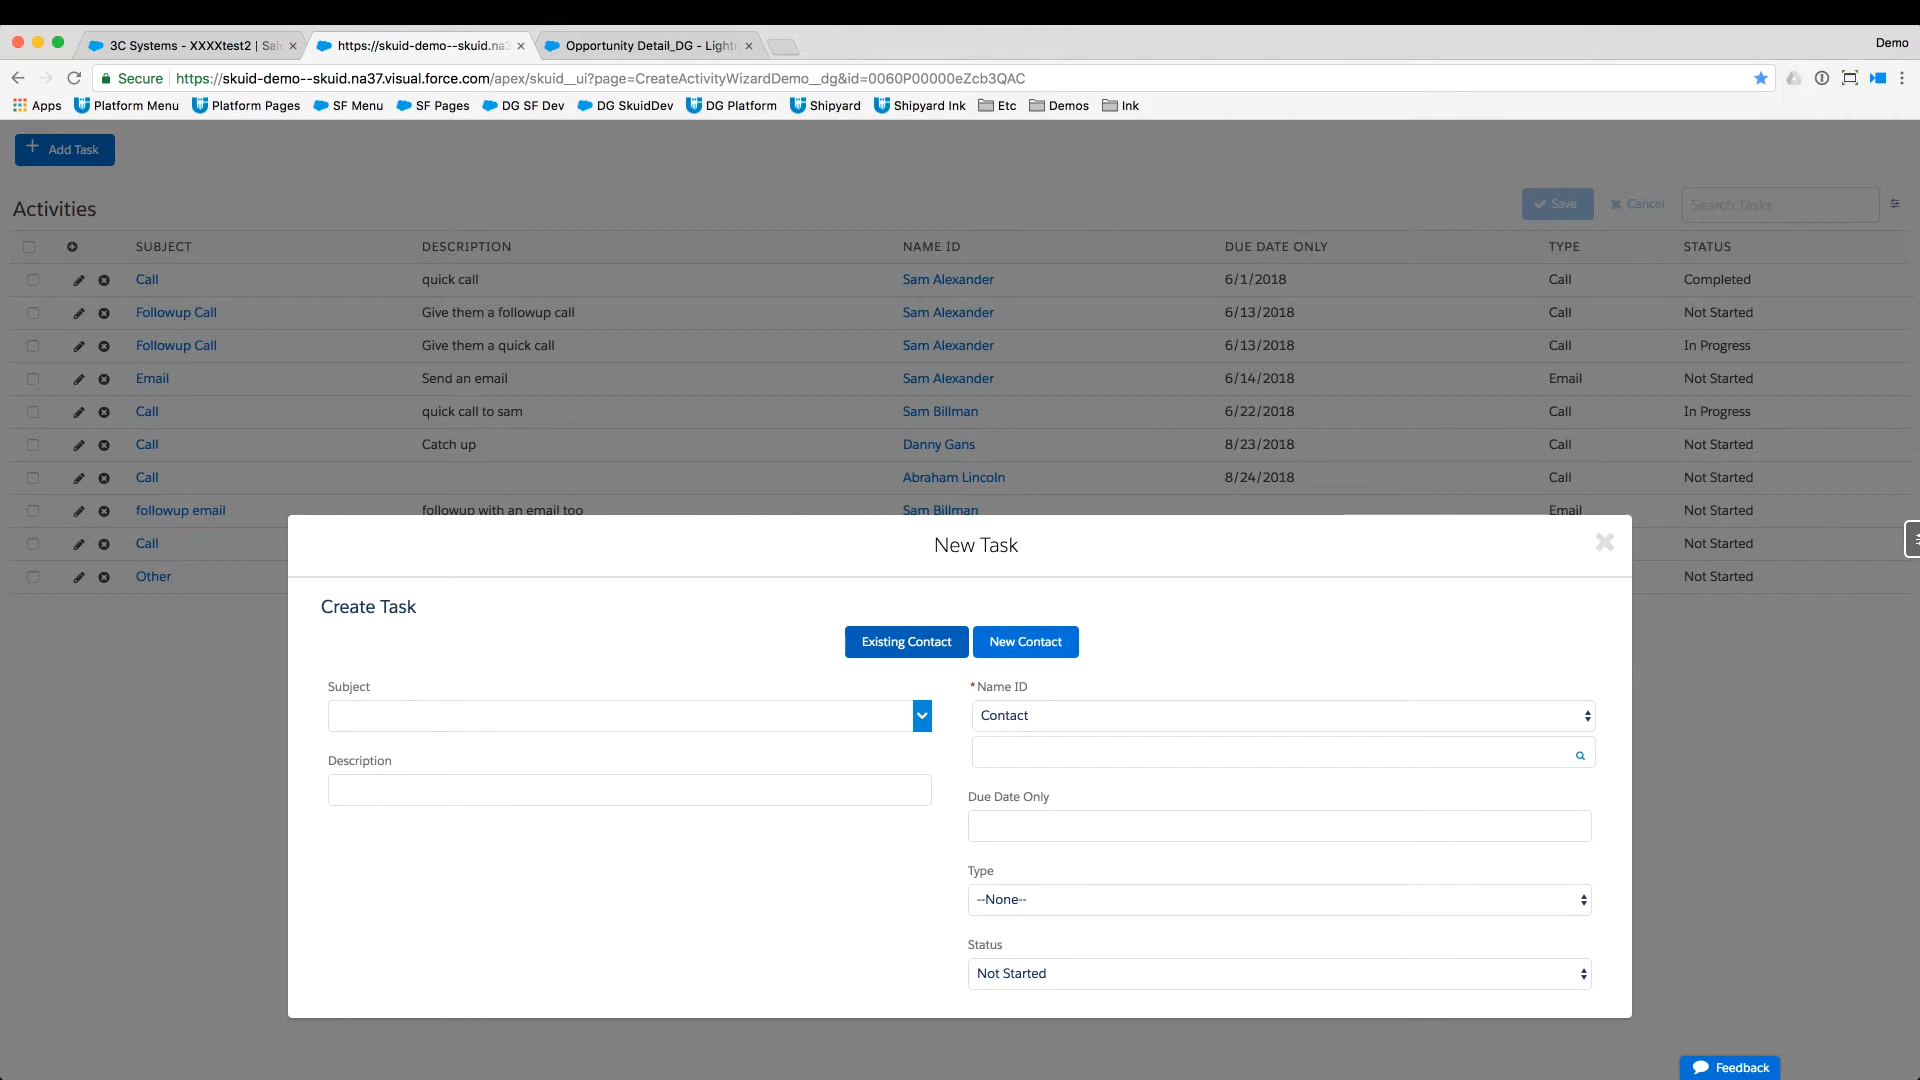 3C Systems - XXXXtest2 | Sal
https://skuid-demo--skuid.na3
Opportunity Detail_DG - Light
Demo
Secure
https://skuid-demo--skuid.na37.visual.force.com/apex/skuid__ui?page=CreateActivityWizardDemo__dg&id=0060P00000eZcb3QAC
Apps
Platform Menu
Platform Pages
SF Menu
SF Pages
DG SF Dev
DG SkuidDev
DG Platform
Shipyard
Shipyard Ink
Etc
Demos
Ink
Add Task
Activities
Save
Cancel
Search Tasks...
SUBJECT DESCRIPTION NAME ID DUE DATE ONLY TYPE STATUS
Call quick call Sam Alexander 6/1/2018 Call Completed
Followup Call Give them a followup call Sam Alexander 6/13/2018 Call Not Started
Followup Call Give them a quick call Sam Alexander 6/13/2018 Call In Progress
Email Send an email Sam Alexander 6/14/2018 Email Not Started
Call quick call to sam Sam Billman 6/22/2018 Call In Progress
Call Catch up Danny Gans 8/23/2018 Call Not Started
Call Abraham Lincoln 8/24/2018 Call Not Started
followup email followup with an email too Sam Billman Email Not Started
Call Not Started
Other Not Started
New Task
Create Task
Existing Contact
New Contact
Subject
Description
* Name ID
Contact
Due Date Only
Type
--None--
Status
Not Started
Feedback